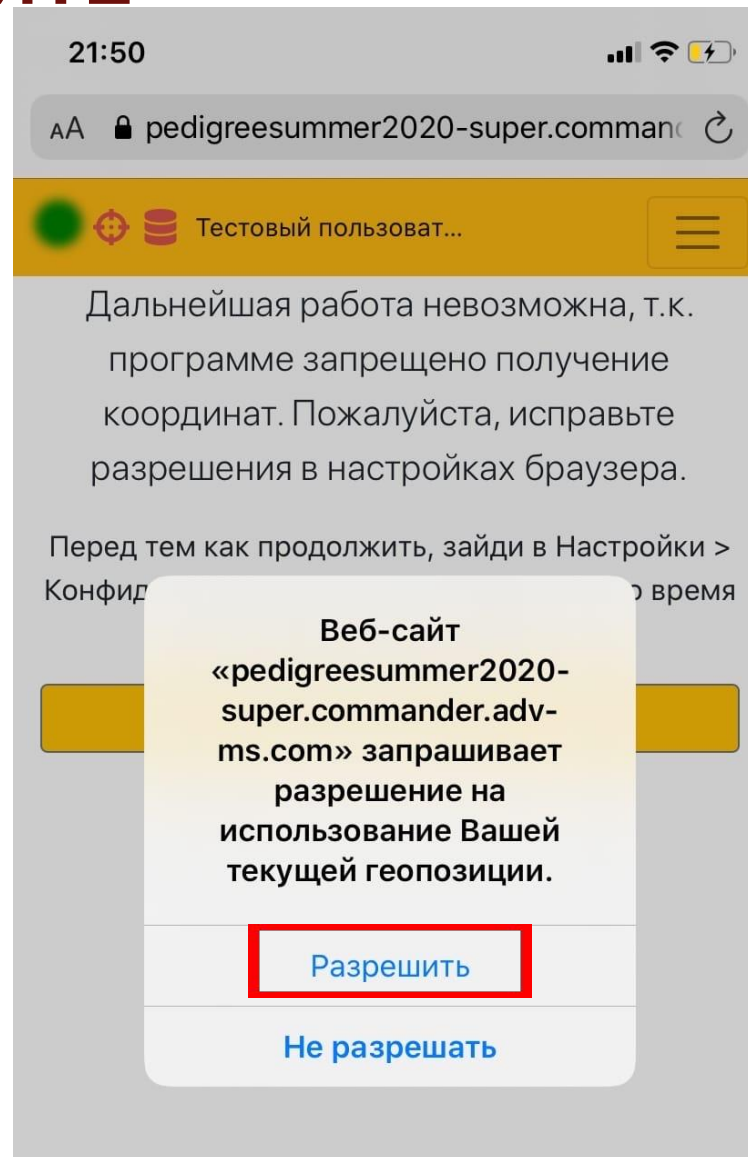 21:50
AA pedigreesummer2020-super.comman
Тестовый пользоват...
Дальнейшая работа невозможна, т.к.
программе запрещено получение
координат. Пожалуйста, исправьте
разрешения в настройках браузера.
Перед тем как продолжить, зайди в Настройки >
Конфид
время
Веб-сайт
«pedigreesummer2020-
super.commander.adv-
ms.com» запрашивает
разрешение на
использование Вашей
текущей геопозиции.
Разрешить
Не разрешать